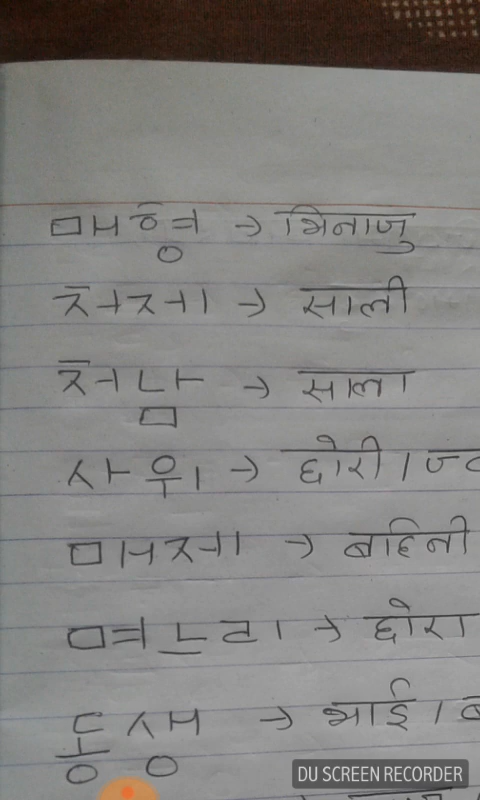 매형 → भिनाजु
처제 → साली
처남 → साला
사위 → छोरी ।
매제 → बहिनी
며느리 → छोरा
동생 → भाई ।
DU SCREEN RECORDER